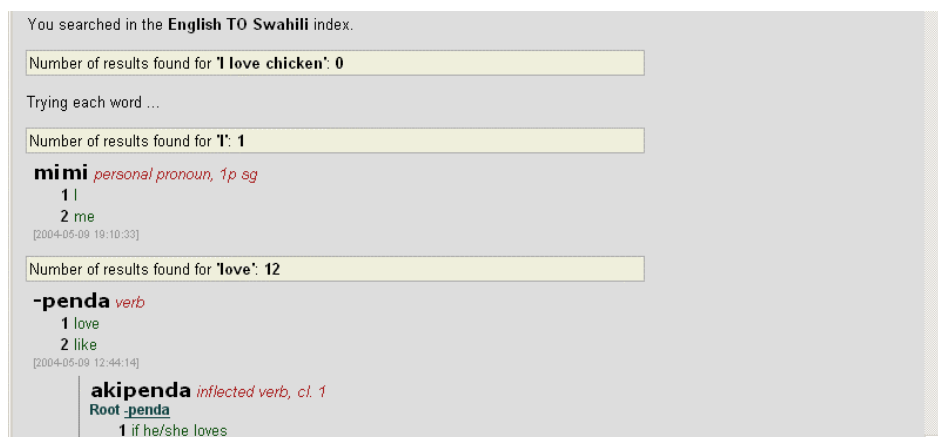 You searched in the English TO Swahili index.
Number of results found for 'I love chicken': 0
Trying each word ...
Number of results found for 'I': 1
mimi personal pronoun, 1p sg
1 I
2 me
[2004-05-09 19:10:33]
Number of results found for 'love': 12
-penda verb
1 love
2 like
[2004-05-09 12:44:14]
akipenda inflected verb, cl. 1
Root -penda
1 if he/she loves